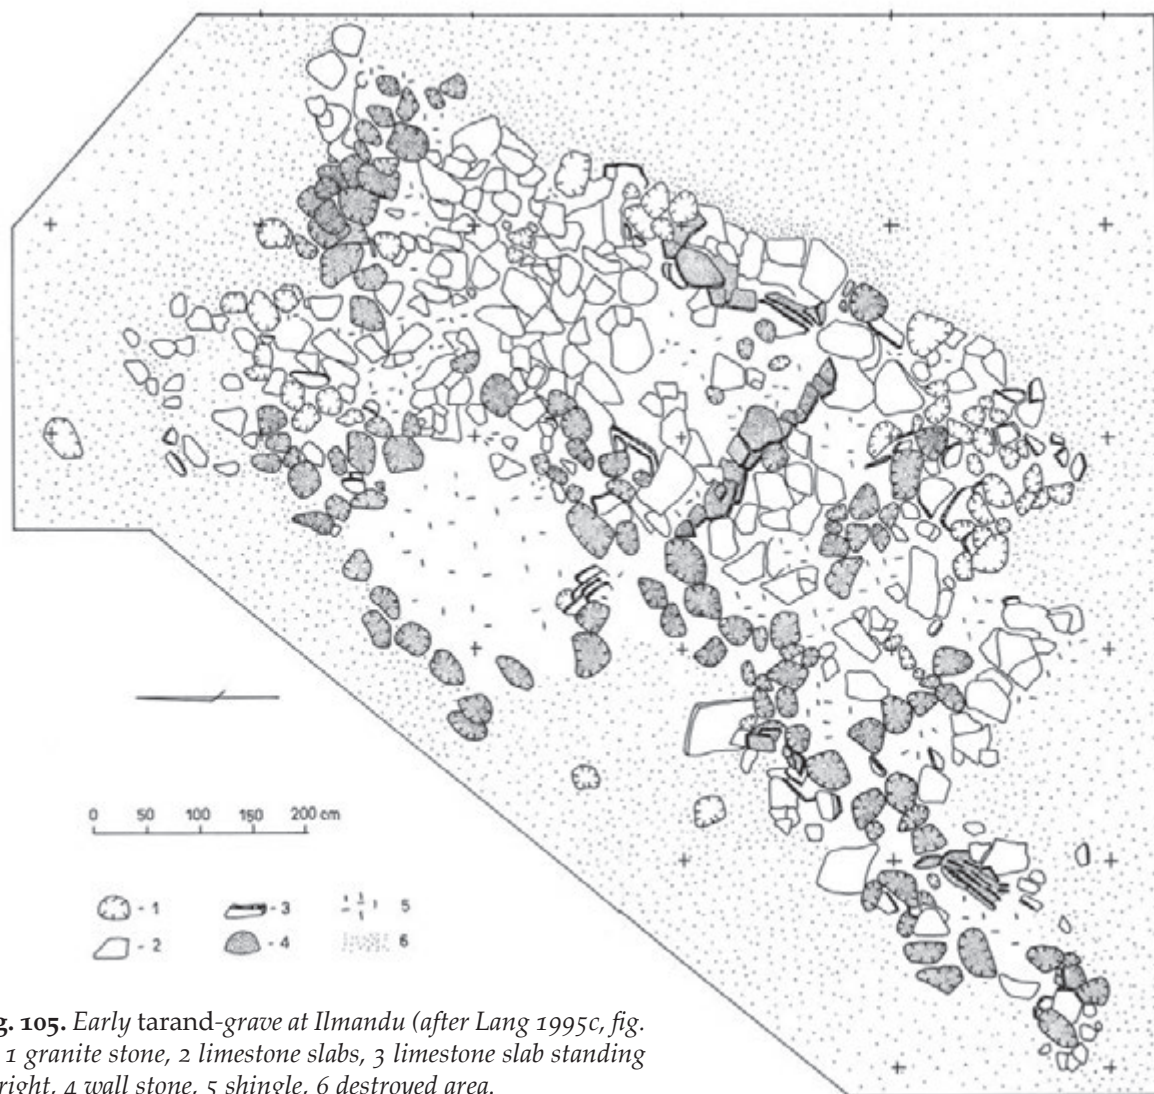 0 50 100 150 200 cm
- 1
- 2
- 3
- 4
5
6
g. 105. Early tarand-grave at Ilmandu (after Lang 1995c, fig.
1 granite stone, 2 limestone slabs, 3 limestone slab standing
right, 4 wall stone, 5 shingle, 6 destroyed area.